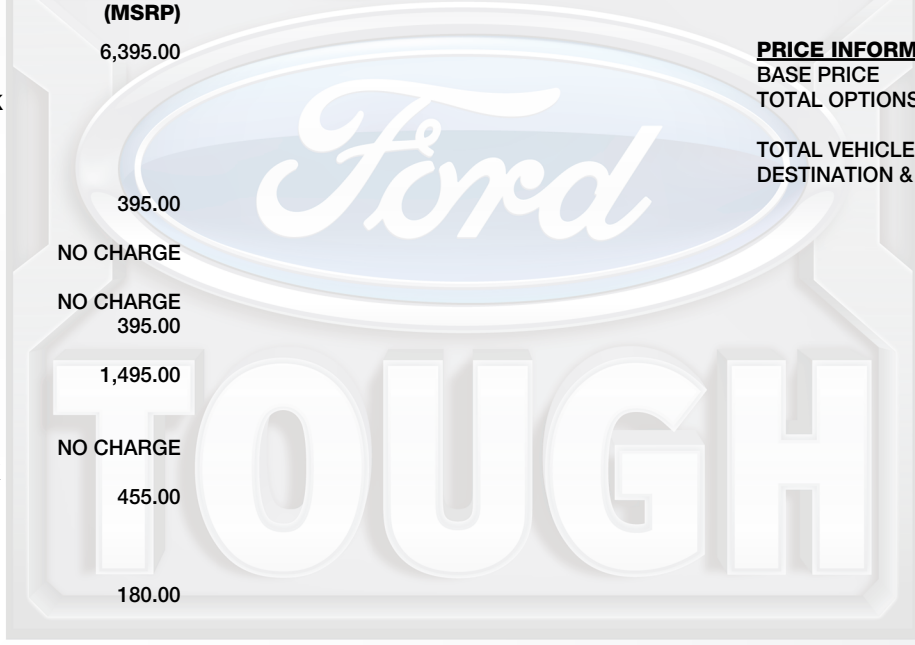 (MSRP)
6,395.00
395.00
NO CHARGE
NO CHARGE
395.00
1,495.00
NO CHARGE
455.00
180.00
PRICE INFORM
BASE PRICE
TOTAL OPTIONS
TOTAL VEHICLE
DESTINATION &
Ford
TOUGH